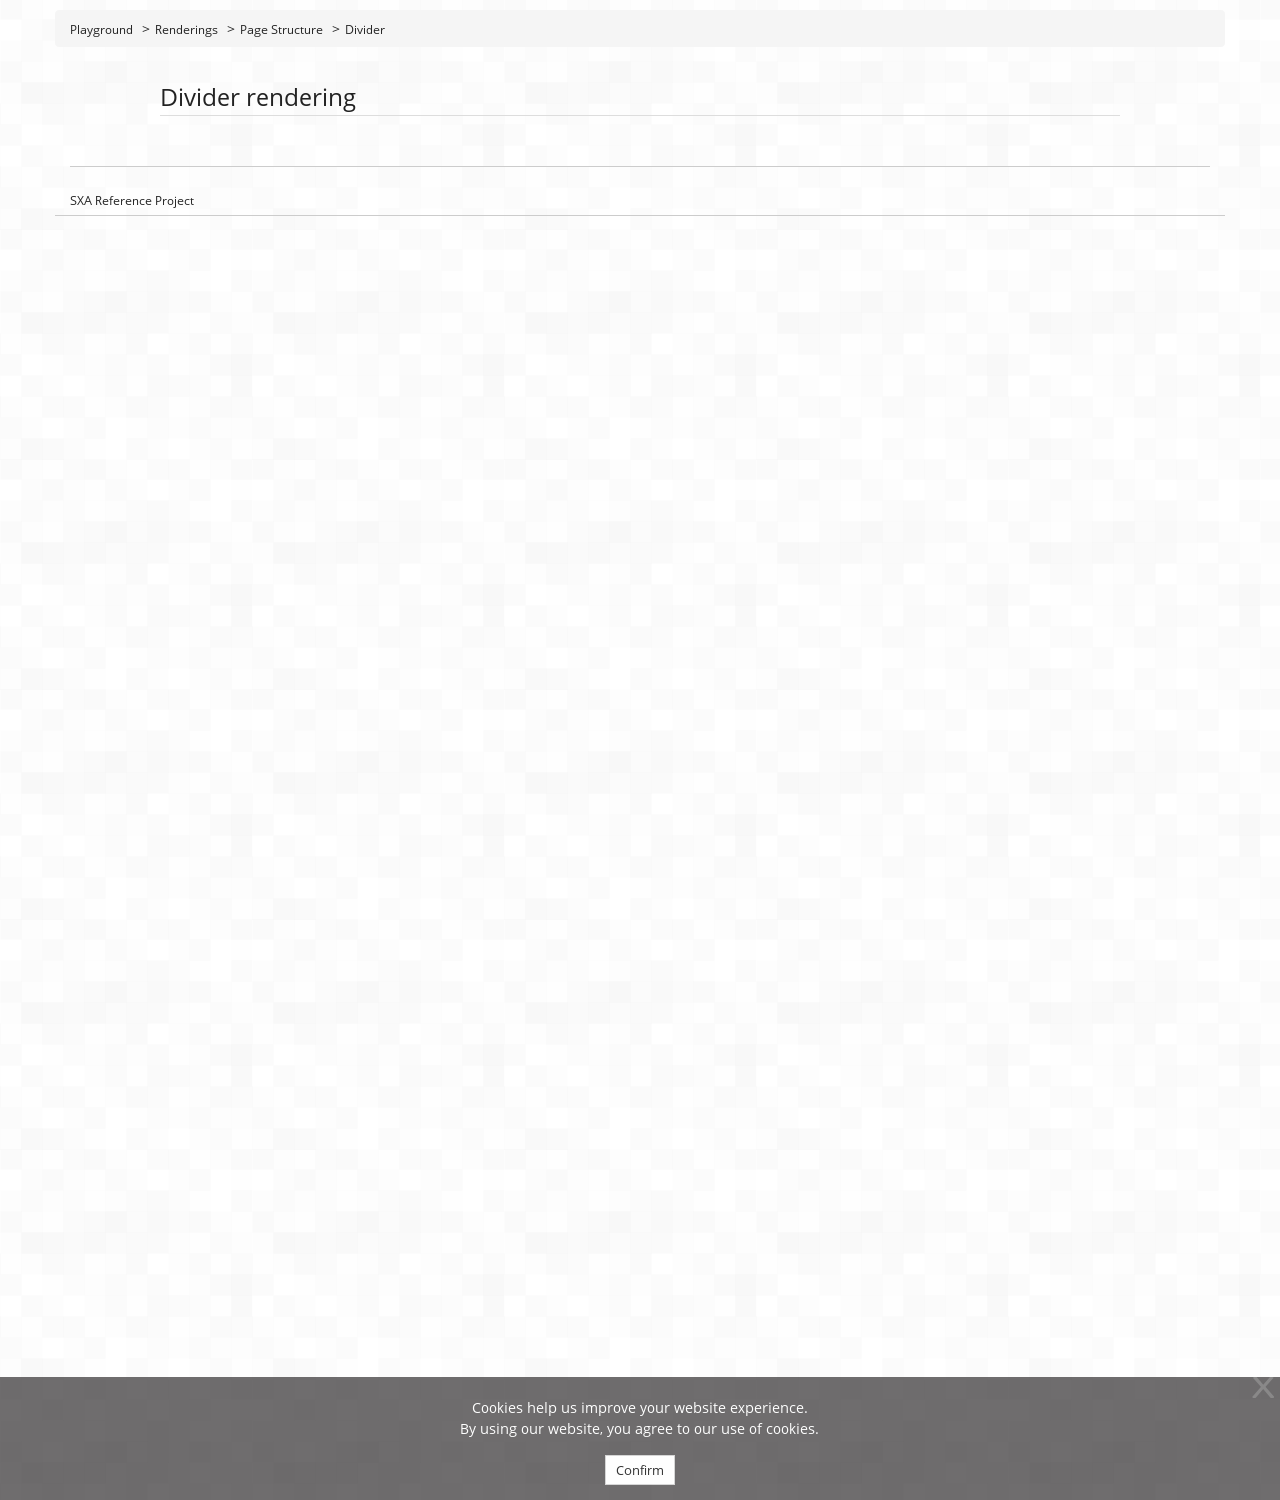 Playground > Renderings > Page Structure > Divider
Divider rendering
SXA Reference Project
Cookies help us improve your website experience.
By using our website, you agree to our use of cookies.
Confirm